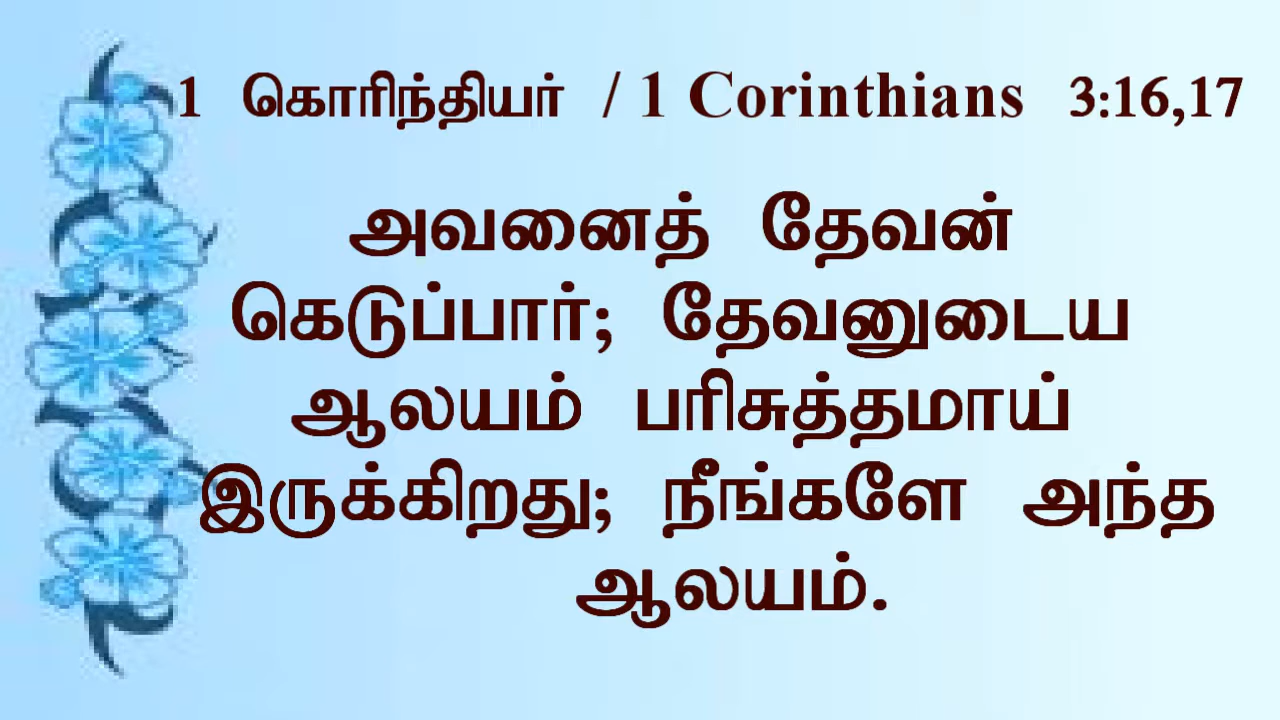 1 கொரிந்தியர் / 1 Corinthians 3:16,17
அவனைத் தேவன்
கெடுப்பார்; தேவனுடைய
ஆலயம் பரிசுத்தமாய்
இருக்கிறது; நீங்களே அந்த
ஆலயம்.